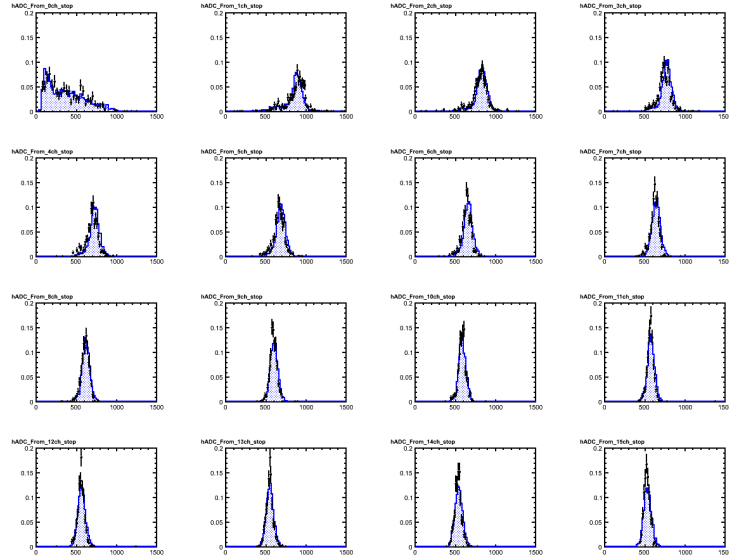 hADC_From_0ch_stop hADC_From_1ch_stop hADC_From_2ch_stop hADC_From_3ch_stop
0.2 0.2 0.2 0.2
0.15 0.15 0.15 0.15
0.1 0.1 0.1 0.1
0.05 0.05 0.05 0.05
0 0 0 0
0 500 1000 1500 0 500 1000 1500 0 500 1000 1500 0 500 1000 1500
hADC_From_4ch_stop hADC_From_5ch_stop hADC_From_6ch_stop hADC_From_7ch_stop
0.2 0.2 0.2 0.2
0.15 0.15 0.15 0.15
0.1 0.1 0.1 0.1
0.05 0.05 0.05 0.05
0 0 0 0
0 500 1000 1500 0 500 1000 1500 0 500 1000 1500 0 500 1000 1500
hADC_From_8ch_stop hADC_From_9ch_stop hADC_From_10ch_stop hADC_From_11ch_stop
0.2 0.2 0.2 0.2
0.15 0.15 0.15 0.15
0.1 0.1 0.1 0.1
0.05 0.05 0.05 0.05
0 0 0 0
0 500 1000 1500 0 500 1000 1500 0 500 1000 1500 0 500 1000 1500
hADC_From_12ch_stop hADC_From_13ch_stop hADC_From_14ch_stop hADC_From_15ch_stop
0.2 0.2 0.2 0.2
0.15 0.15 0.15 0.15
0.1 0.1 0.1 0.1
0.05 0.05 0.05 0.05
0 0 0 0
0 500 1000 1500 0 500 1000 1500 0 500 1000 1500 0 500 1000 1500